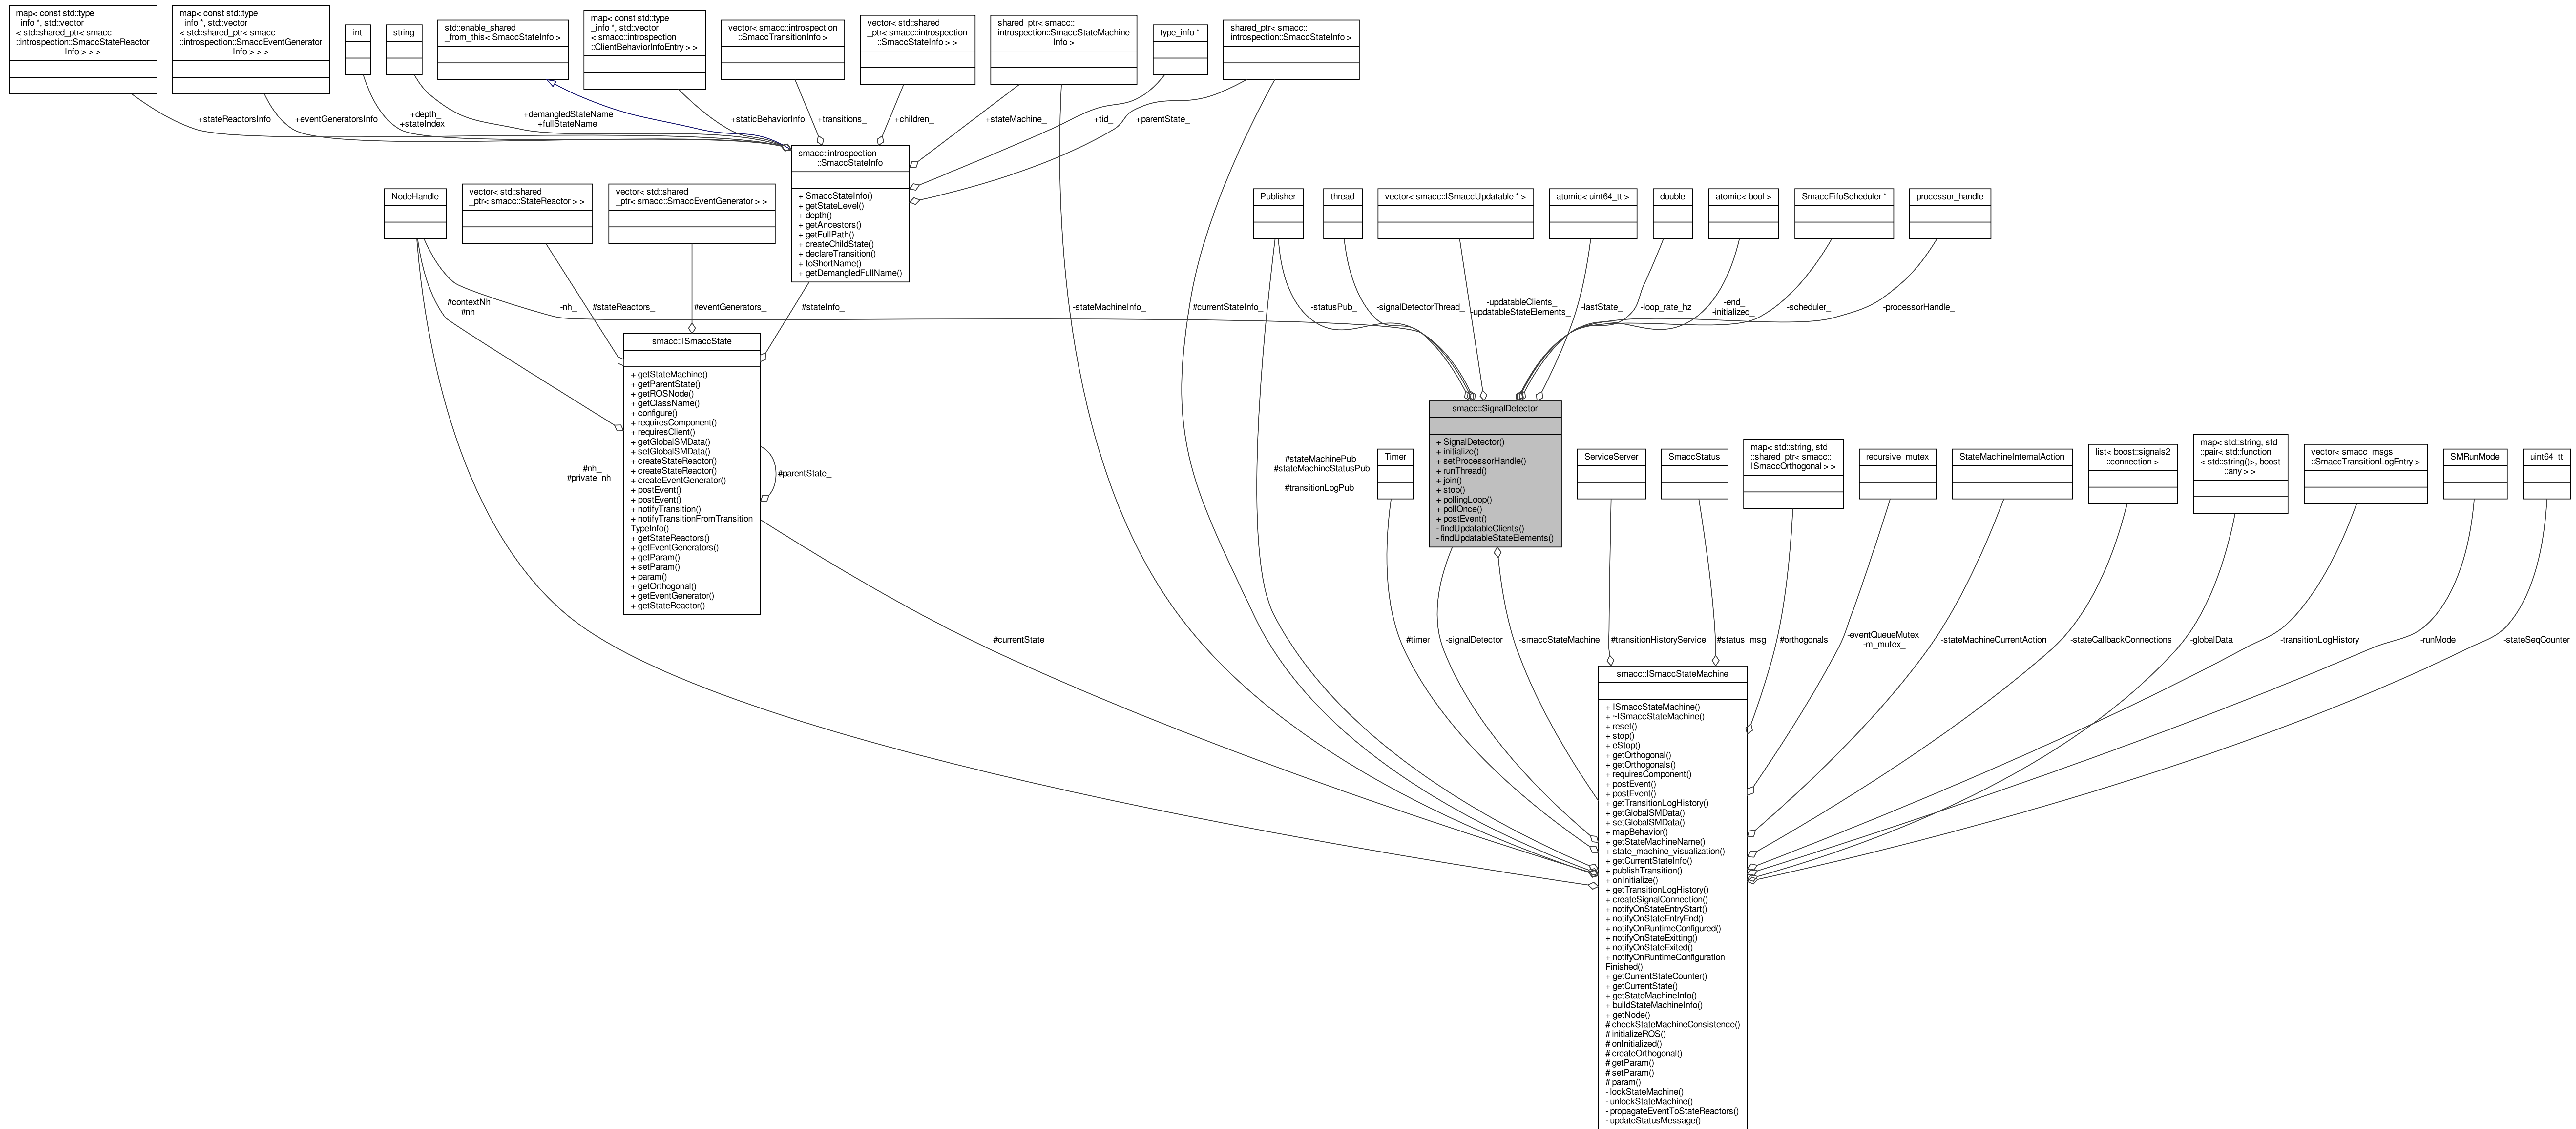 map< const std::type
_info *, std::vector
< std::shared_ptr< smacc
::introspection::SmaccStateReactor
Info > > >
map< const std::type
_info *, std::vector
< std::shared_ptr< smacc
::introspection::SmaccEventGenerator
Info > > >
int
string
std::enable_shared
_from_this< SmaccStateInfo >
map< const std::type
_info *, std::vector
< smacc::introspection
::ClientBehaviorInfoEntry > >
vector< smacc::introspection
::SmaccTransitionInfo >
vector< std::shared
_ptr< smacc::introspection
::SmaccStateInfo > >
shared_ptr< smacc::
introspection::SmaccStateMachine
Info >
type_info *
shared_ptr< smacc::
introspection::SmaccStateInfo >
+stateReactorsInfo
+eventGeneratorsInfo
+depth_
+stateIndex_
+demangledStateName
+fullStateName
+staticBehaviorInfo
+transitions_
+children_
+stateMachine_
+tid_
+parentState_
smacc::introspection
::SmaccStateInfo
+ SmaccStateInfo()
+ getStateLevel()
+ depth()
+ getAncestors()
+ getFullPath()
+ createChildState()
+ declareTransition()
+ toShortName()
+ getDemangledFullName()
NodeHandle
vector< std::shared
_ptr< smacc::StateReactor > >
vector< std::shared
_ptr< smacc::SmaccEventGenerator > >
Publisher
thread
vector< smacc::ISmaccUpdatable * >
atomic< uint64_tt >
double
atomic< bool >
SmaccFifoScheduler *
processor_handle
#contextNh
#nh
-nh_
#stateReactors_
#eventGenerators_
#stateInfo_
-stateMachineInfo_
#currentStateInfo_
-statusPub_
-signalDetectorThread_
-updatableClients_
-updatableStateElements_
-lastState_
-loop_rate_hz
-end_
-initialized_
-scheduler_
-processorHandle_
smacc::ISmaccState
+ getStateMachine()
+ getParentState()
+ getROSNode()
+ getClassName()
+ configure()
+ requiresComponent()
+ requiresClient()
+ getGlobalSMData()
+ setGlobalSMData()
+ createStateReactor()
+ createStateReactor()
+ createEventGenerator()
+ postEvent()
+ postEvent()
+ notifyTransition()
+ notifyTransitionFromTransition
TypeInfo()
+ getStateReactors()
+ getEventGenerators()
+ getParam()
+ setParam()
+ param()
+ getOrthogonal()
+ getEventGenerator()
+ getStateReactor()
#parentState_
#nh_
#private_nh_
smacc::SignalDetector
+ SignalDetector()
+ initialize()
+ setProcessorHandle()
+ runThread()
+ join()
+ stop()
+ pollingLoop()
+ pollOnce()
+ postEvent()
- findUpdatableClients()
- findUpdatableStateElements()
#stateMachinePub_
#stateMachineStatusPub
_
#transitionLogPub_
Timer
ServiceServer
SmaccStatus
map< std::string, std
::shared_ptr< smacc::
ISmaccOrthogonal > >
recursive_mutex
StateMachineInternalAction
list< boost::signals2
::connection >
map< std::string, std
::pair< std::function
< std::string()>, boost
::any > >
vector< smacc_msgs
::SmaccTransitionLogEntry >
SMRunMode
uint64_tt
#currentState_
#timer_
-signalDetector_
-smaccStateMachine_
#transitionHistoryService_
#status_msg_
#orthogonals_
-eventQueueMutex_
-m_mutex_
-stateMachineCurrentAction
-stateCallbackConnections
-globalData_
-transitionLogHistory_
-runMode_
-stateSeqCounter_
smacc::ISmaccStateMachine
+ ISmaccStateMachine()
+ ~ISmaccStateMachine()
+ reset()
+ stop()
+ eStop()
+ getOrthogonal()
+ getOrthogonals()
+ requiresComponent()
+ postEvent()
+ postEvent()
+ getTransitionLogHistory()
+ getGlobalSMData()
+ setGlobalSMData()
+ mapBehavior()
+ getStateMachineName()
+ state_machine_visualization()
+ getCurrentStateInfo()
+ publishTransition()
+ onInitialize()
+ getTransitionLogHistory()
+ createSignalConnection()
+ notifyOnStateEntryStart()
+ notifyOnStateEntryEnd()
+ notifyOnRuntimeConfigured()
+ notifyOnStateExitting()
+ notifyOnStateExited()
+ notifyOnRuntimeConfiguration
Finished()
+ getCurrentStateCounter()
+ getCurrentState()
+ getStateMachineInfo()
+ buildStateMachineInfo()
+ getNode()
# checkStateMachineConsistence()
# initializeROS()
# onInitialized()
# createOrthogonal()
# getParam()
# setParam()
# param()
- lockStateMachine()
- unlockStateMachine()
- propagateEventToStateReactors()
- updateStatusMessage()